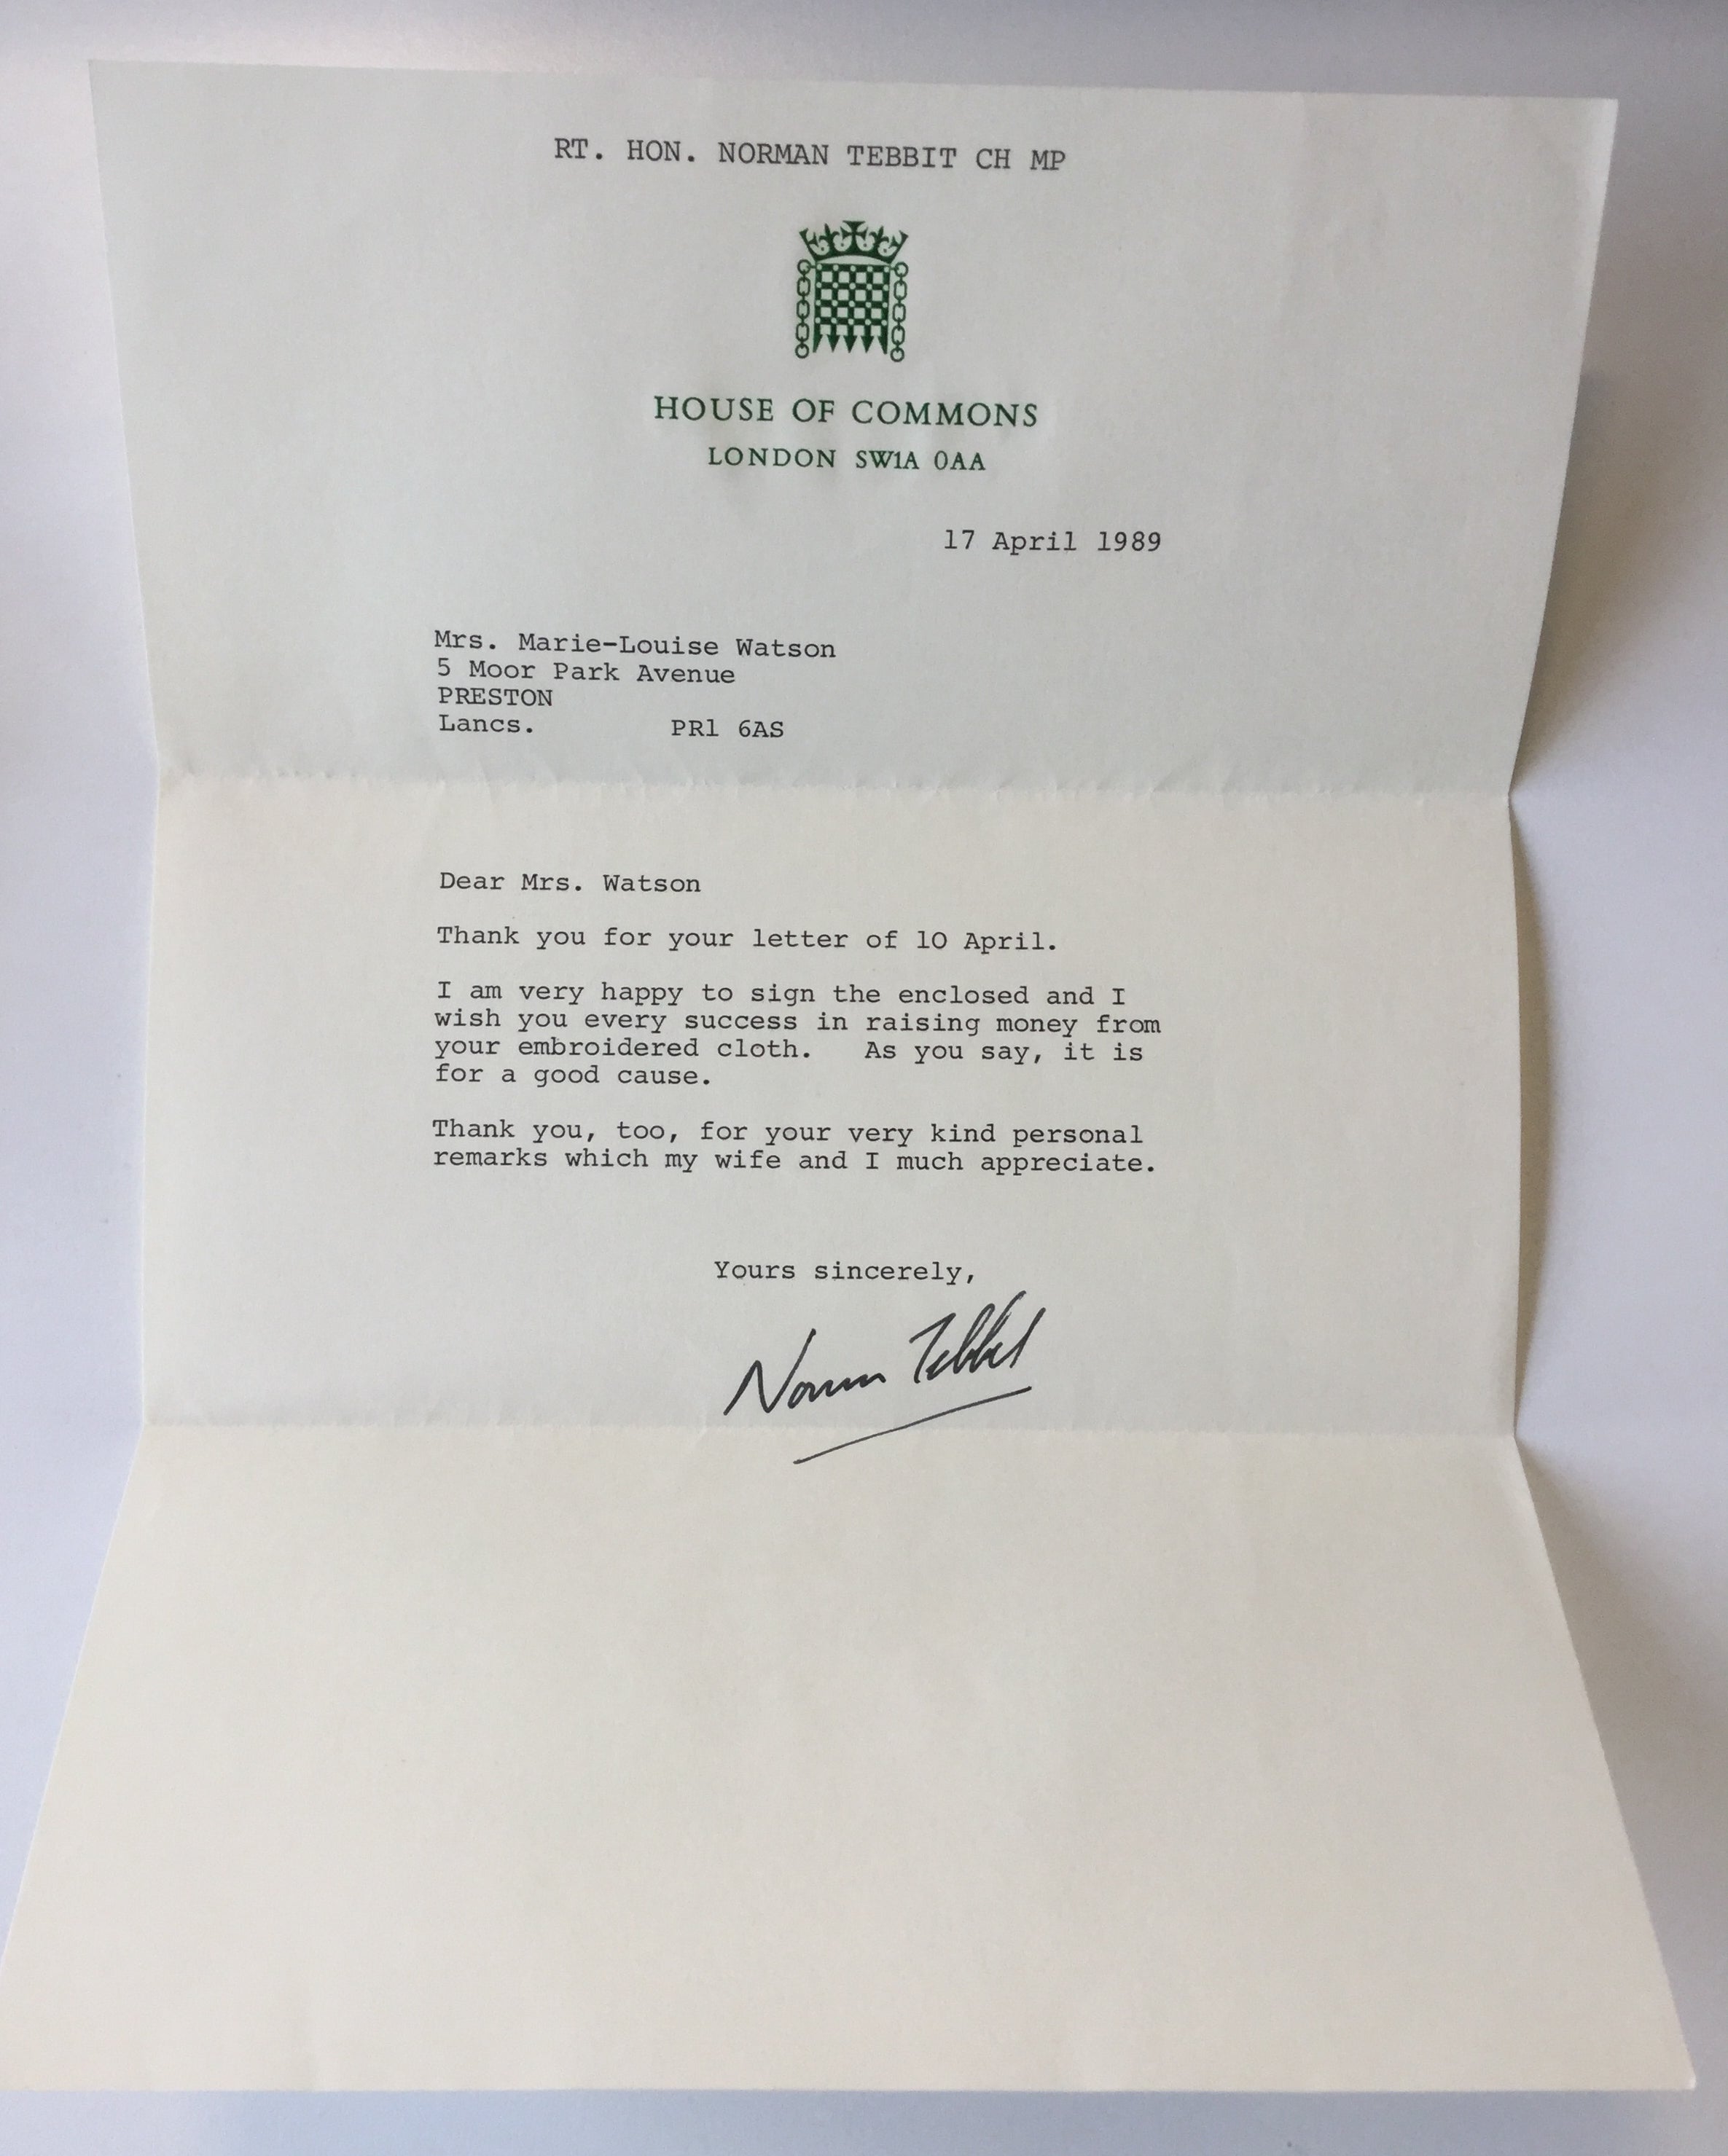 RT. HON. NORMAN TEBBIT CH MP
HOUSE OF COMMONS
LONDON SW1A 0AA
17 April 1989
Mrs. Marie-Louise Watson
5 Moor Park Avenue
PRESTON
Lancs. PR1 6AS
Dear Mrs. Watson
Thank you for your letter of 10 April.
I am very happy to sign the enclosed and I
wish you every success in raising money from
your embroidered cloth. As you say, it is
for a good cause.
Thank you, too, for your very kind personal
remarks which my wife and I much appreciate.
Yours sincerely,
Norman Tebbit